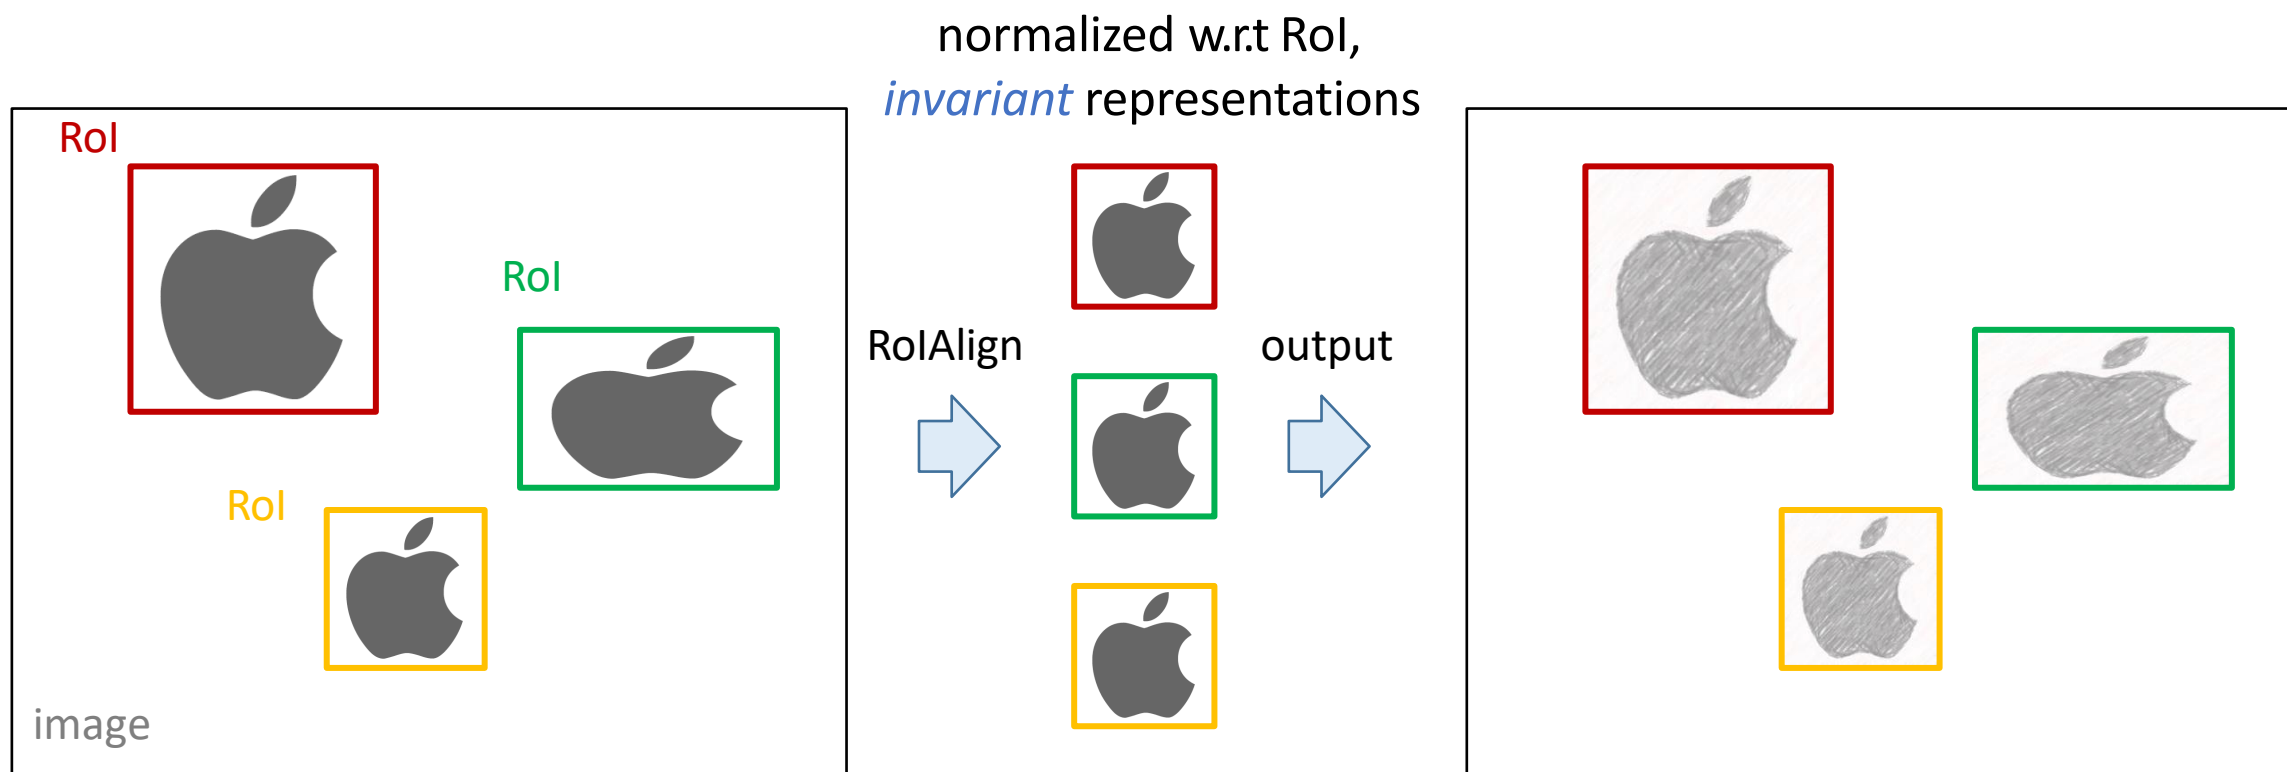 normalized w.r.t RoI,
invariant representations
RoI
RoI
RoI
image
RoIAlign
output